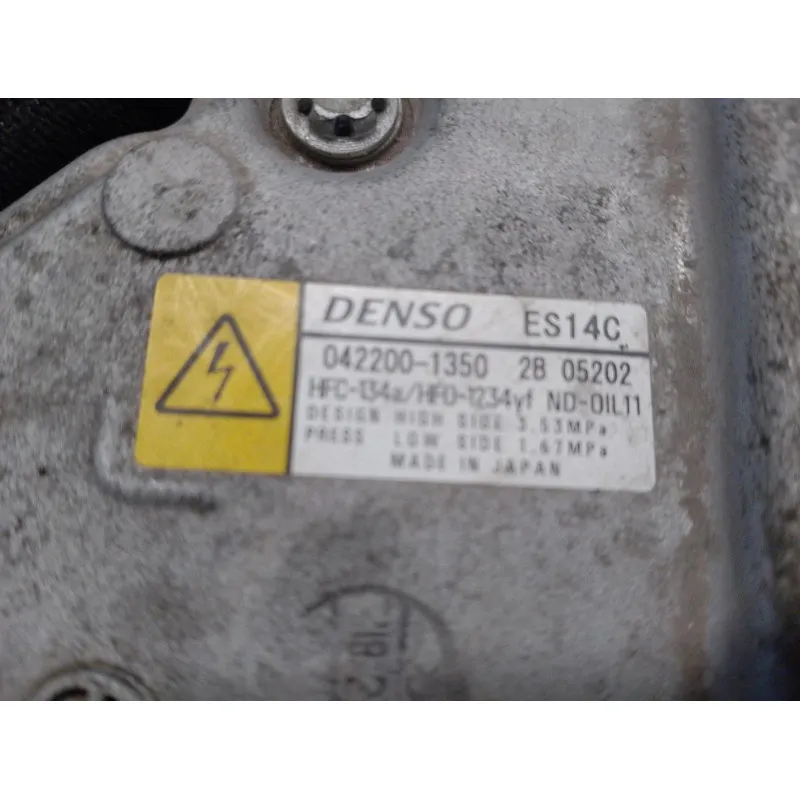 DENSO ES14C
042200-1350 2B 05202
HFC-134a/HFO-1234yf ND-OIL11
DESIGN HIGH SIDE 3.53MPa
PRESS LOW SIDE 1.67MPa
MADE IN JAPAN